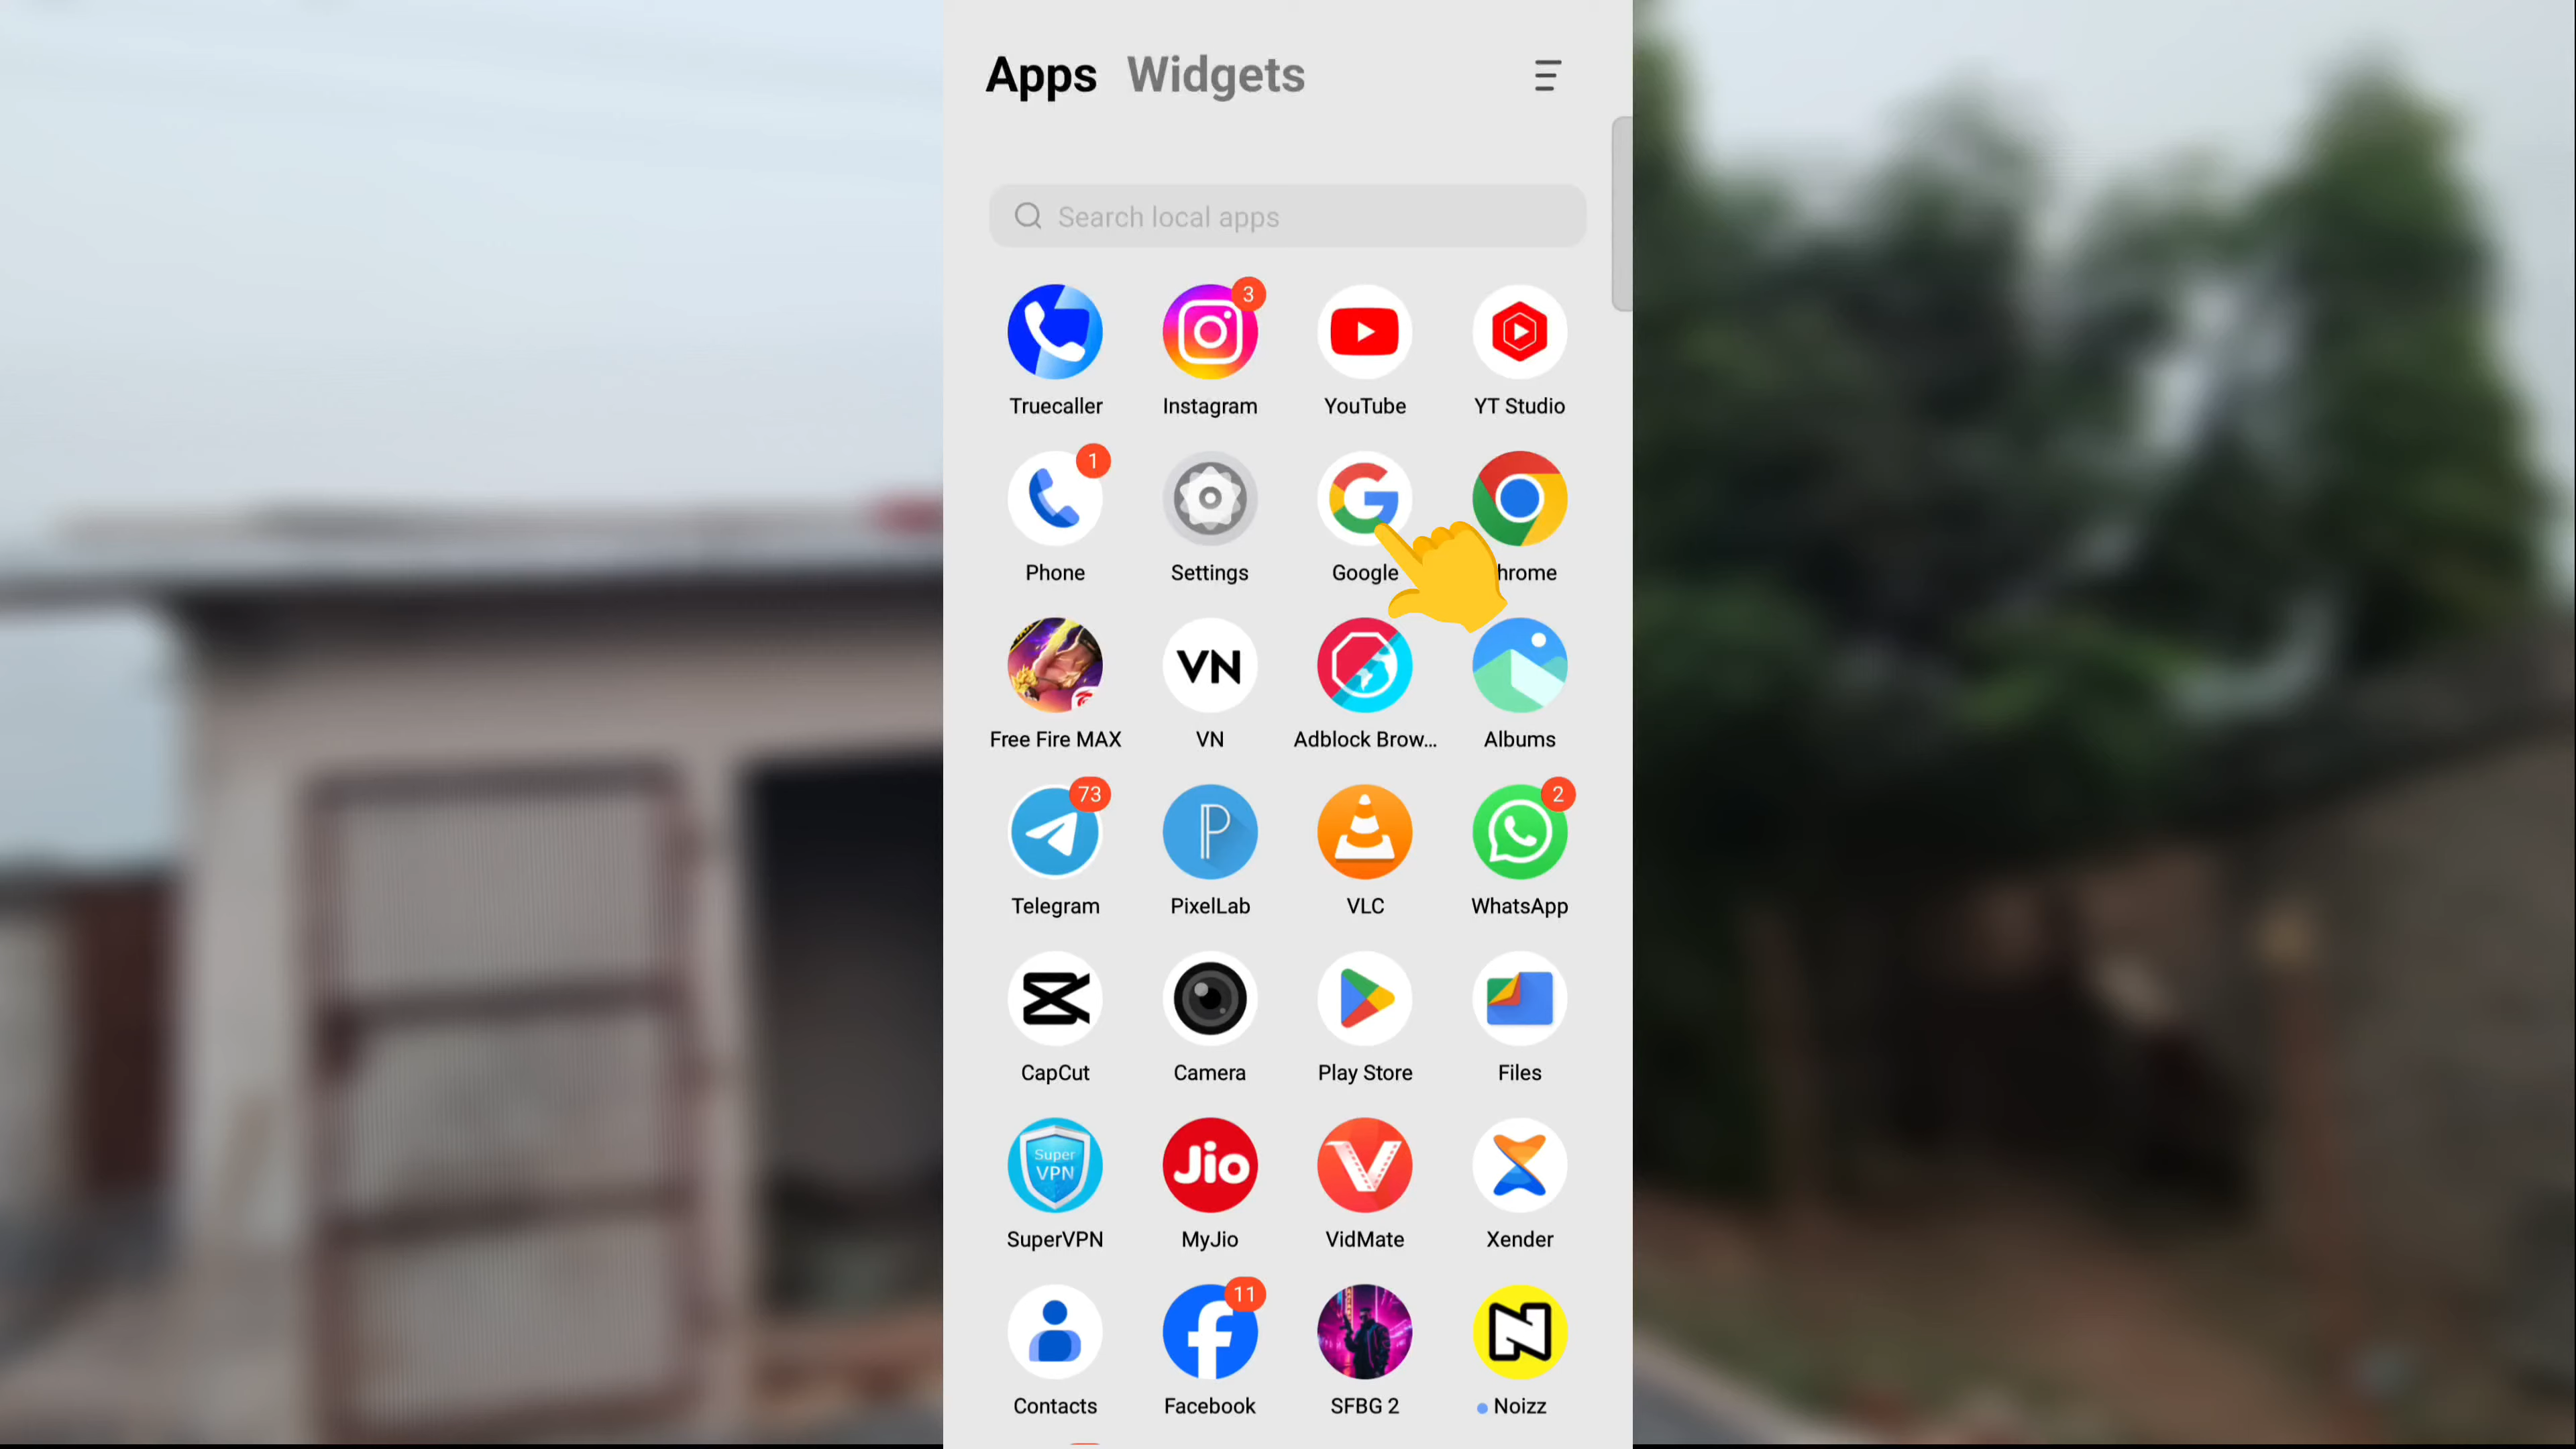 Apps Widgets
Search local apps
3
Truecaller Instagram YouTube YT Studio
1
Phone Settings Google hrome
VN
Free Fire MAX VN Adblock Brow...
Albums
73 2
Telegram PixelLab VLC WhatsApp
CapCut Camera Play Store Files
Super
VPN Jio
SuperVPN MyJio VidMate Xender
11
Contacts Facebook SFBG 2 Noizz